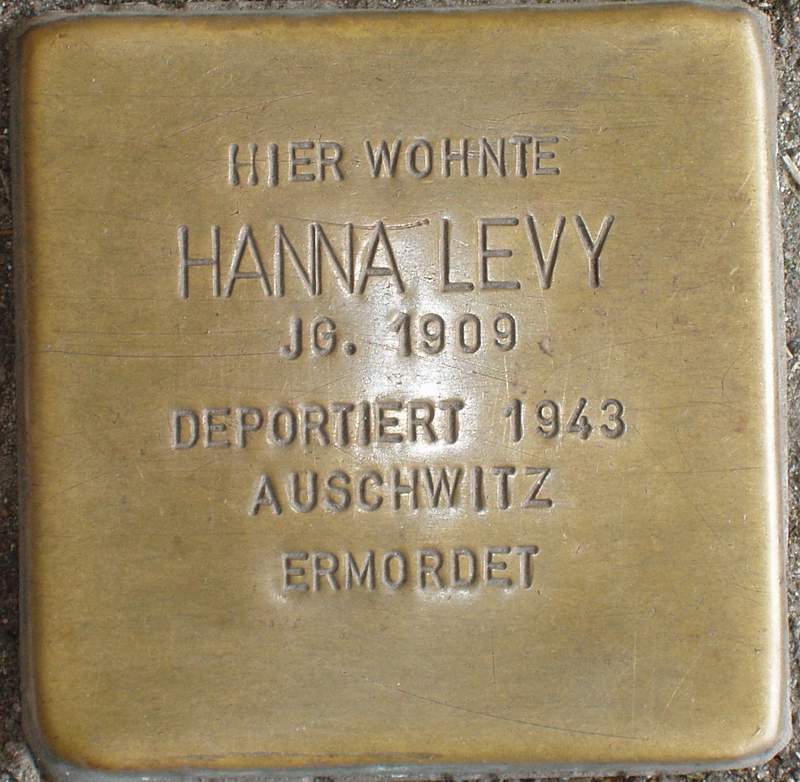 HIER WOHNTE
HANNA LEVY
JG. 1909
DEPORTIERT 1943
AUSCHWITZ
ERMORDET